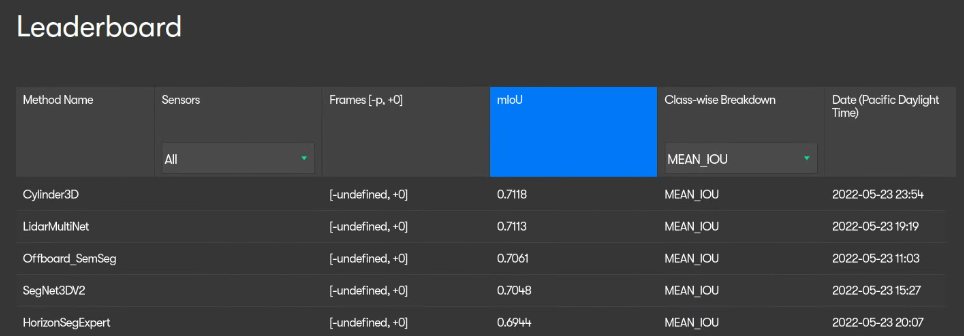 Leaderboard
Method Name Sensors Frames [-p, +0] mIoU Class-wise Breakdown Date (Pacific Daylight
Time)
All MEAN_IOU
Cylinder3D [-undefined, +0] 0.7118 MEAN_IOU 2022-05-23 23:54
LidarMultiNet [-undefined, +0] 0.7113 MEAN_IOU 2022-05-23 19:19
Offboard_SemSeg [-undefined, +0] 0.7061 MEAN_IOU 2022-05-23 11:03
SegNet3DV2 [-undefined, +0] 0.7048 MEAN_IOU 2022-05-23 15:27
HorizonSegExpert [-undefined, +0] 0.6944 MEAN_IOU 2022-05-23 20:07